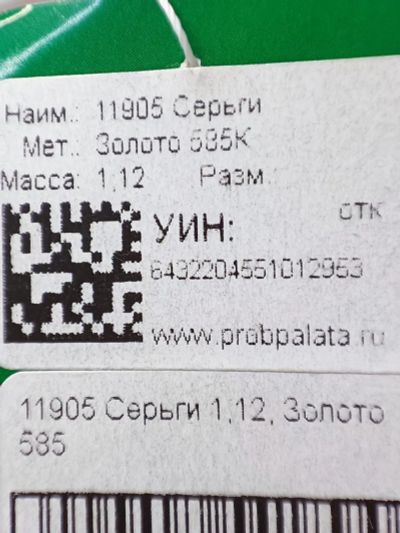 Наим.: 11905 Серьги
Мет.: Золото 585К
Масса: 1,12 Разм.:
отк
УИН:
6432204551012953
www.probpalata.ru
11905 Серьги 1,12, Золото
585